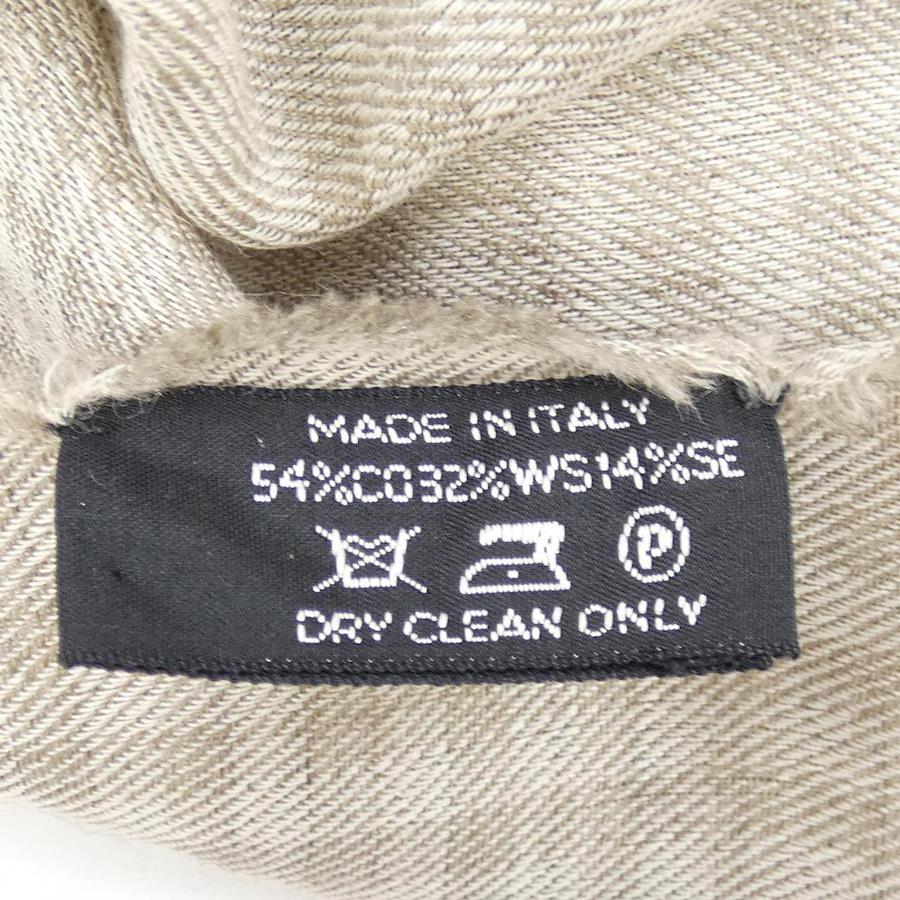 MADE IN ITALY
54%CO32%WS14%SE
P
DRY CLEAN ONLY